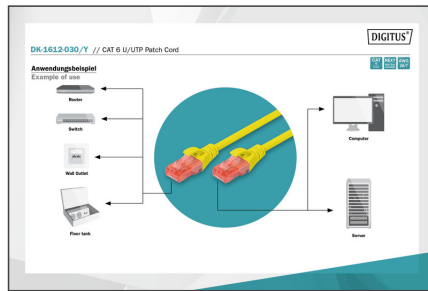 DIGITUS®
DK-1612-030/Y // CAT 6 U/UTP Patch Cord
Anwendungsbeispiel
Example of use
Router
Switch
Wall Outlet
Floor tank
Computer
Server